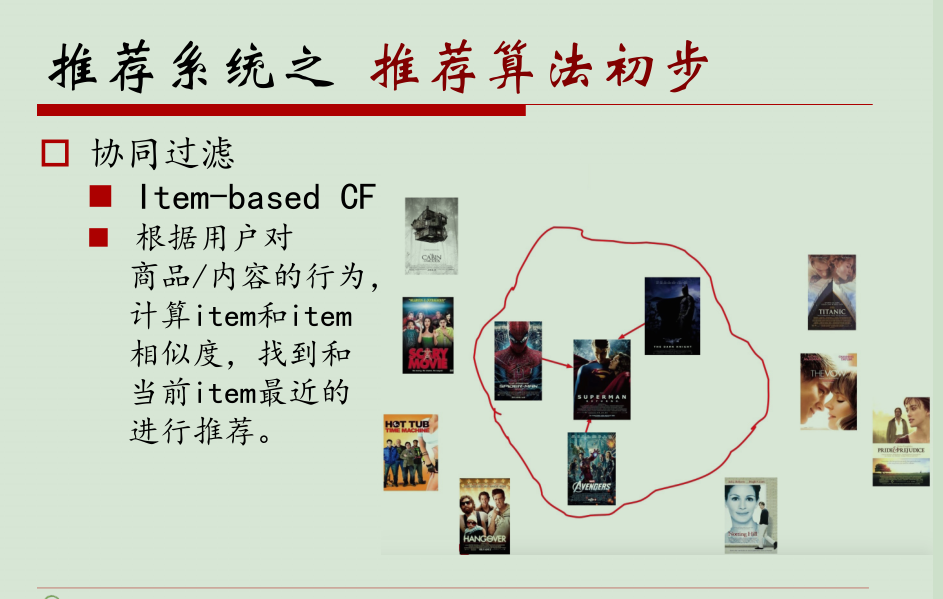 推荐系统之 推荐算法初步
协同过滤
Item-based CF
根据用户对
商品/内容的行为，
计算item和item
相似度，找到和
当前item最近的
进行推荐。
CABIN
SCARY
MOVIE
HOT TUB
TIME MACHINE
HANGOVER
SPIDER-MAN
SUPERMAN
RETURNS
THE DARK KNIGHT
AVENGERS
TITANIC
THE VOW
PRIDE & PREJUDICE
Notting Hill